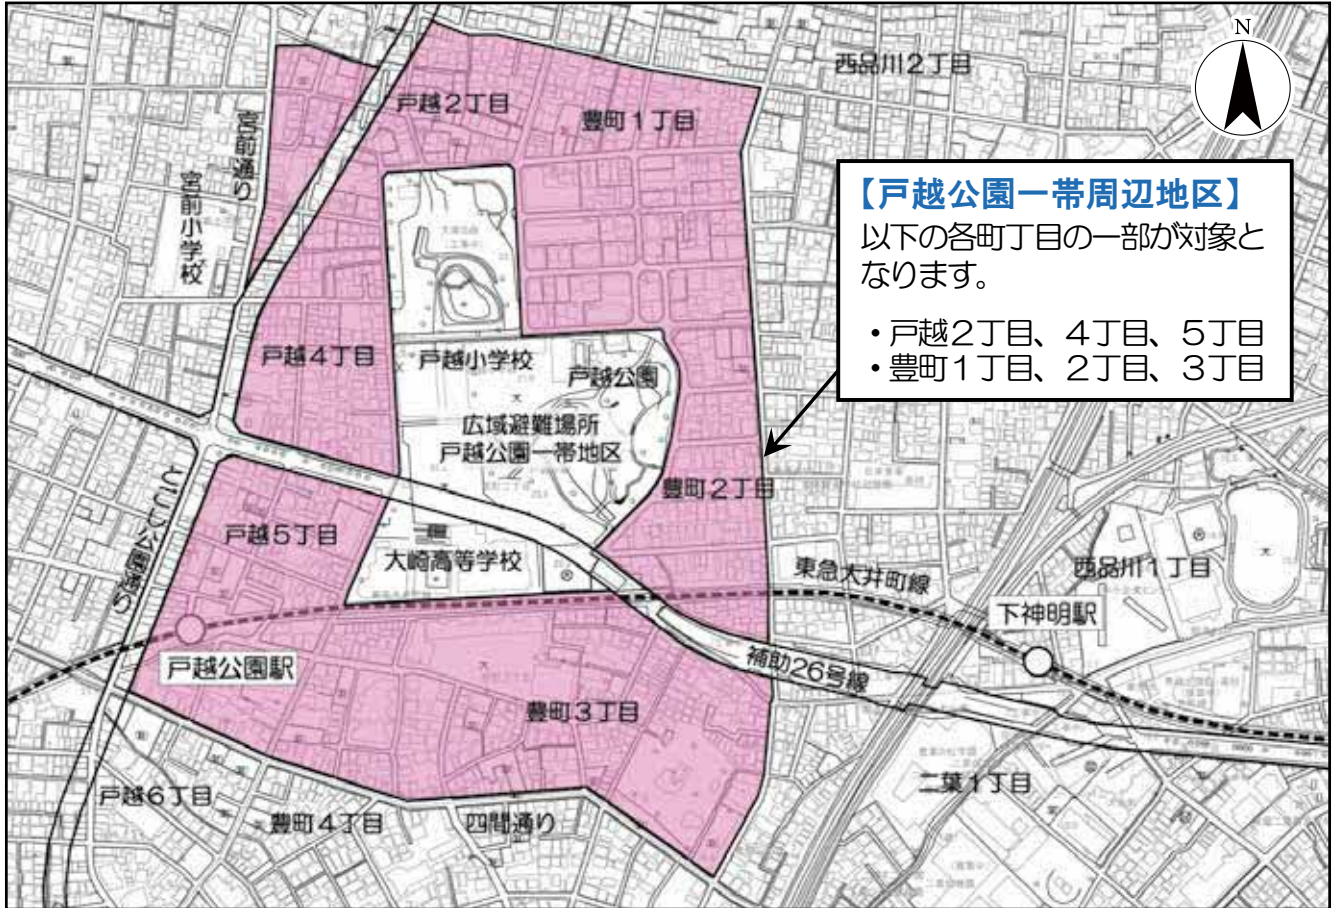 N
西品川2丁目
戸越2丁目
豊町1丁目
宮前通り
宮前小学校
【戸越公園一帯周辺地区】
以下の各町丁目の一部が対象と
なります。
・戸越2丁目、4丁目、5丁目
・豊町1丁目、2丁目、3丁目
戸越4丁目
戸越小学校
戸越公園
広域避難場所
戸越公園一帯地区
豊町2丁目
とごし公園通り
戸越5丁目
大崎高等学校
東急大井町線
西品川1丁目
下神明駅
戸越公園駅
補助26号線
豊町3丁目
二葉1丁目
戸越6丁目
豊町4丁目
四間通り